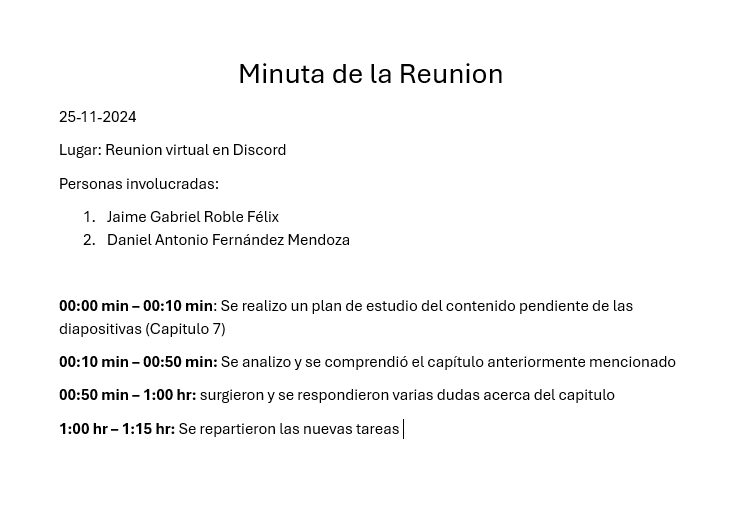 Minuta de la Reunion
25-11-2024
Lugar: Reunion virtual en Discord
Personas involucradas:
1. Jaime Gabriel Roble Félix
2. Daniel Antonio Fernández Mendoza
00:00 min – 00:10 min: Se realizo un plan de estudio del contenido pendiente de las
diapositivas (Capitulo 7)
00:10 min – 00:50 min: Se analizo y se comprendió el capítulo anteriormente mencionado
00:50 min – 1:00 hr: surgieron y se respondieron varias dudas acerca del capitulo
1:00 hr – 1:15 hr: Se repartieron las nuevas tareas